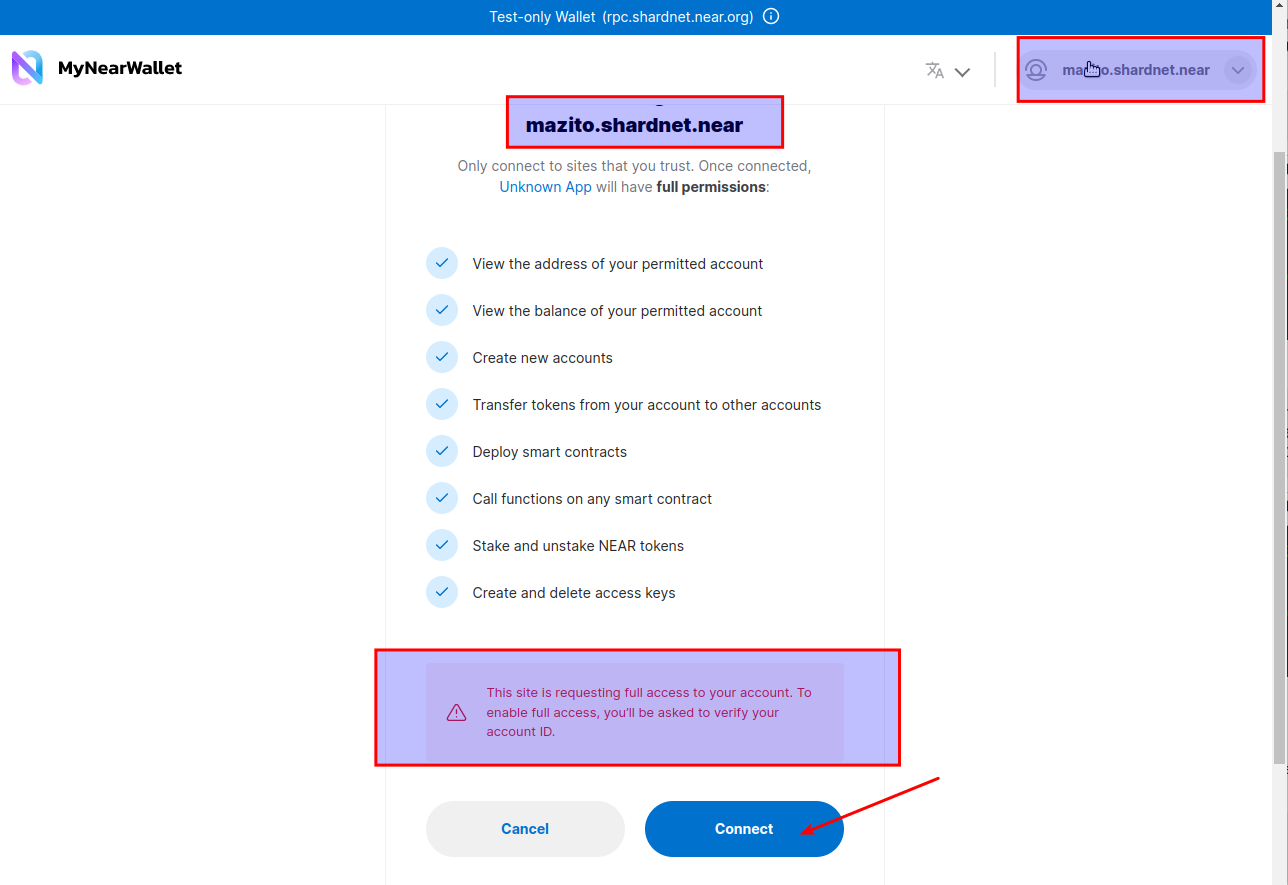 Test-only Wallet (rpc.shardnet.near.org)
MyNearWallet
mazito.shardnet.near
mazito.shardnet.near
Only connect to sites that you trust. Once connected,
Unknown App will have full permissions:
View the address of your permitted account
View the balance of your permitted account
Create new accounts
Transfer tokens from your account to other accounts
Deploy smart contracts
Call functions on any smart contract
Stake and unstake NEAR tokens
Create and delete access keys
This site is requesting full access to your account. To
enable full access, you'll be asked to verify your
account ID.
Cancel
Connect